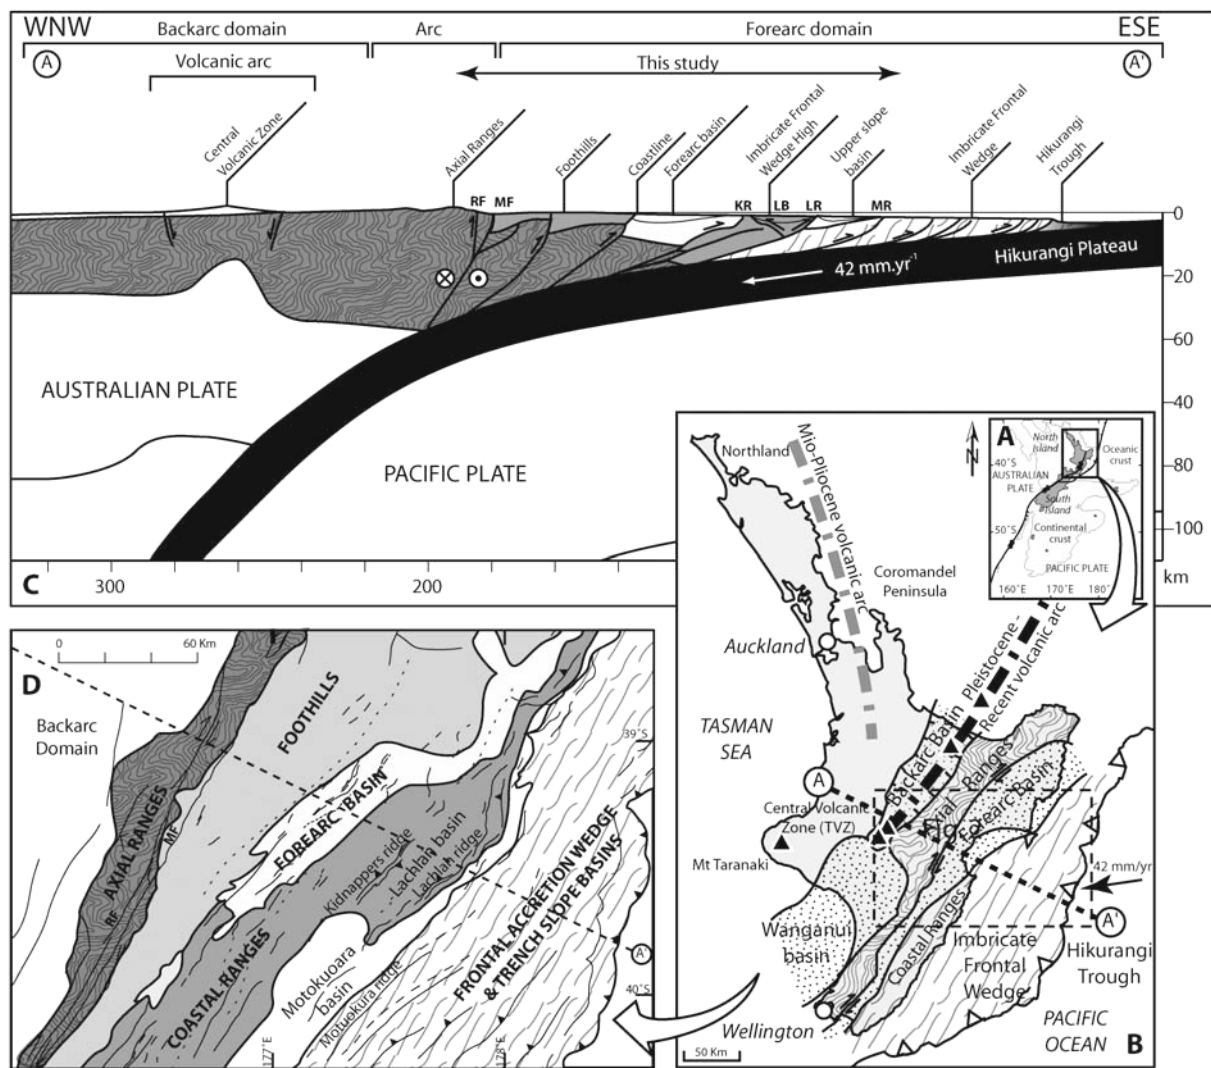 WNW
Backarc domain
Arc
Forearc domain
ESE
A
Volcanic arc
This study
A'
Central
Volcanic Zone
Axial Ranges
Foothills
Coastline
Forearc basin
Imbricate Frontal
Wedge High
Upper slope
basin
Imbricate Frontal
Wedge
Hikurangi
Trough
RF
MF
KR
LB
LR
MR
0
Hikurangi Plateau
42 mm.yr-1
20
60
AUSTRALIAN PLATE
40
PACIFIC PLATE
80
100
km
C
300
200
A
North
Island
Oceanic
crust
40°S
AUSTRALIAN
PLATE
South
Island
50°S
Continental
crust
PACIFIC PLATE
160°E
170°E
180°
N
Northland
Mio-Pliocene volcanic arc
Coromandel
Peninsula
Auckland
Pleistocene -
Recent volcanic arc
TASMAN
SEA
Backarc Basin
Axial Ranges
Forearc Basin
A
Central Volcanic
Zone (TVZ)
Mt Taranaki
42 mm/yr
A'
Wanganui
basin
Coastal Ranges
Imbricate
Frontal
Wedge
Hikurangi
Trough
Wellington
PACIFIC
OCEAN
B
50 Km
0
60 Km
D
Backarc
Domain
AXIAL RANGES
FOOTHILLS
MF
RF
FOREARC BASIN
39°S
Kidnappers ridge
Lachlan basin
Lachlan ridge
COASTAL RANGES
Motokuoara
basin
Motuokura ridge
FRONTAL ACCRETION WEDGE
& TRENCH SLOPE BASINS
A'
40°S
177°E
178°E